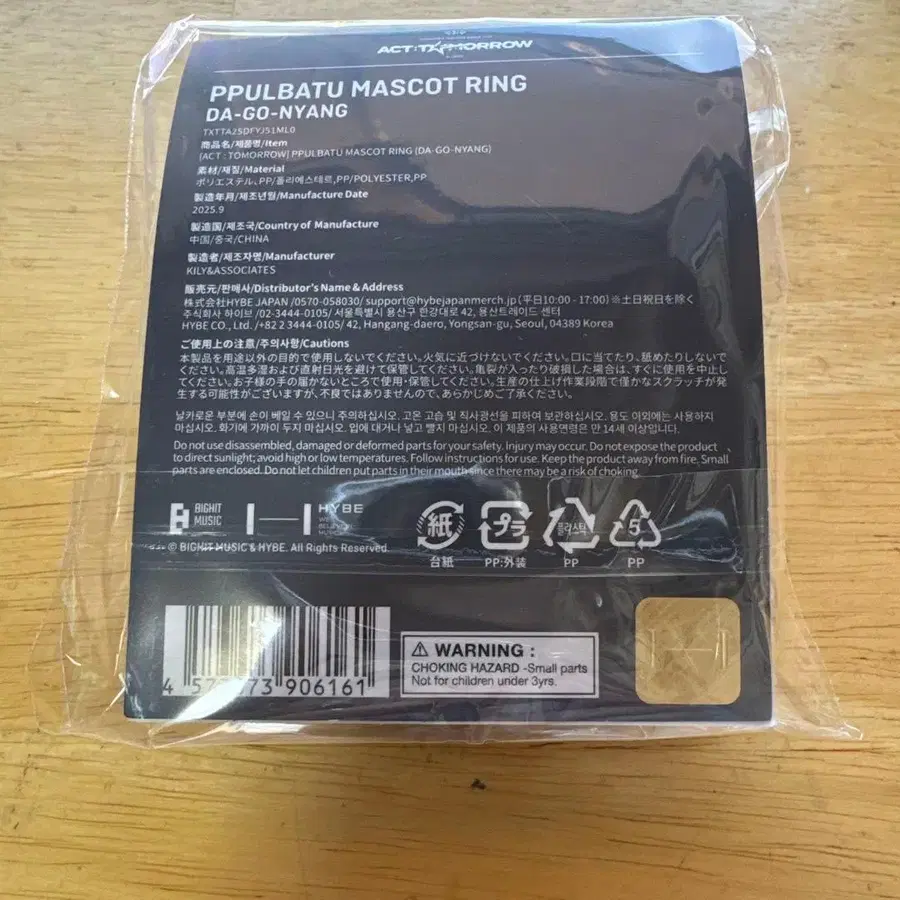 ACT : TOMORROW
PPULBATU MASCOT RING
DA-GO-NYANG
TXTTA25DFYJ51ML0
商品名/제품명/Item
[ACT : TOMORROW] PPULBATU MASCOT RING (DA-GO-NYANG)
素材/재질/Material
ポリエステル、PP/폴리에스테르,PP/POLYESTER,PP
製造年月/제조년월/Manufacture Date
2025.9
製造国/제조국/Country of Manufacture
中国/중국/CHINA
製造者/제조자명/Manufacturer
KILY&ASSOCIATES
販売元/판매사/Distributor's Name & Address
株式会社HYBE JAPAN /0570-058030/ support@hybejapanmerch.jp (平日10:00 - 17:00) ※土日祝日を除く
주식회사 하이브 /02-3444-0105/ 서울특별시 용산구 한강대로 42, 용산트레이드 센터
HYBE CO., Ltd. /+82 2 3444-0105/ 42, Hangang-daero, Yongsan-gu, Seoul, 04389 Korea
ご使用上の注意/주의사항/Cautions
本製品を用途以外の目的で使用しないでください。火気に近づけないでください。口に当てたり、舐めたりしないでください。高温多湿および直射日光を避けて保管してください。亀裂が入ったり破損した場合は、すぐに使用を中止してください。お子様の手の届かないところで使用・保管してください。生産の仕上げ作業段階で僅かなスクラッチが発生する可能性がございますが、不良ではありませんので、あらかじめご了承ください。
날카로운 부분에 손이 베일 수 있으니 주의하십시오. 고온 고습 및 직사광선을 피하여 보관하십시오. 용도 이외에는 사용하지
마십시오. 화기에 가까이 두지 마십시오. 입에 대거나 넣고 빨지 마십시오. 이 제품의 사용연령은 만 14세 이상입니다.
Do not use disassembled, damaged or deformed parts for your safety. Injury may occur. Do not expose the product
to direct sunlight; avoid high or low temperatures. Follow instructions for use. Keep the product away from fire. Small
parts are enclosed. Do not let children put parts in their mouth since there may be a risk of choking.
BIGHIT
MUSIC
HYBE
紙
プラ
플라스틱
5
台紙
PP:外装
PP
PP
© BIGHIT MUSIC & HYBE. All Rights Reserved.
906161
WARNING :
CHOKING HAZARD -Small parts
Not for children under 3yrs.